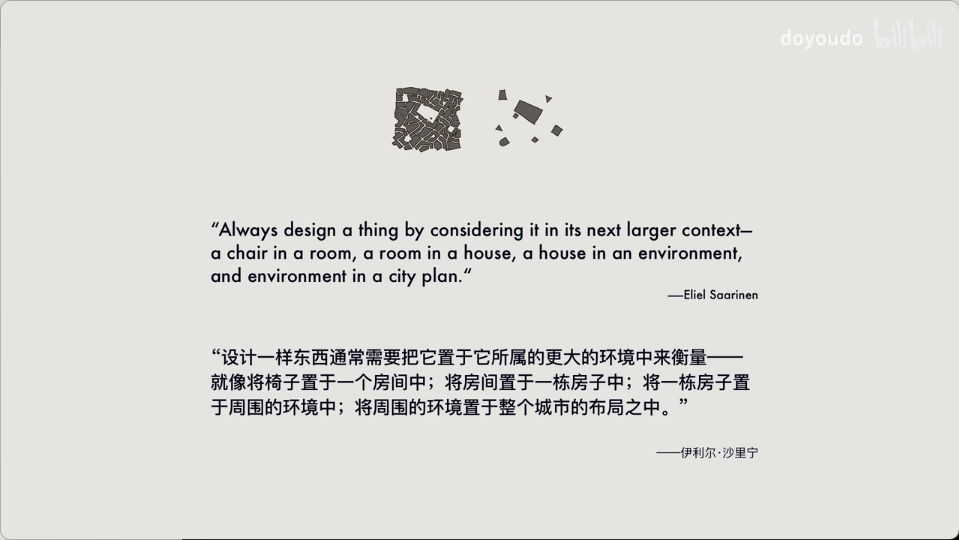 doyoudo bilibili
“Always design a thing by considering it in its next larger context—
a chair in a room, a room in a house, a house in an environment,
and environment in a city plan.“
—Eliel Saarinen
“设计一样东西通常需要把它置于它所属的更大的环境中来衡量——
就像将椅子置于一个房间中；将房间置于一栋房子中；将一栋房子置
于周围的环境中；将周围的环境置于整个城市的布局之中。”
——伊利尔·沙里宁